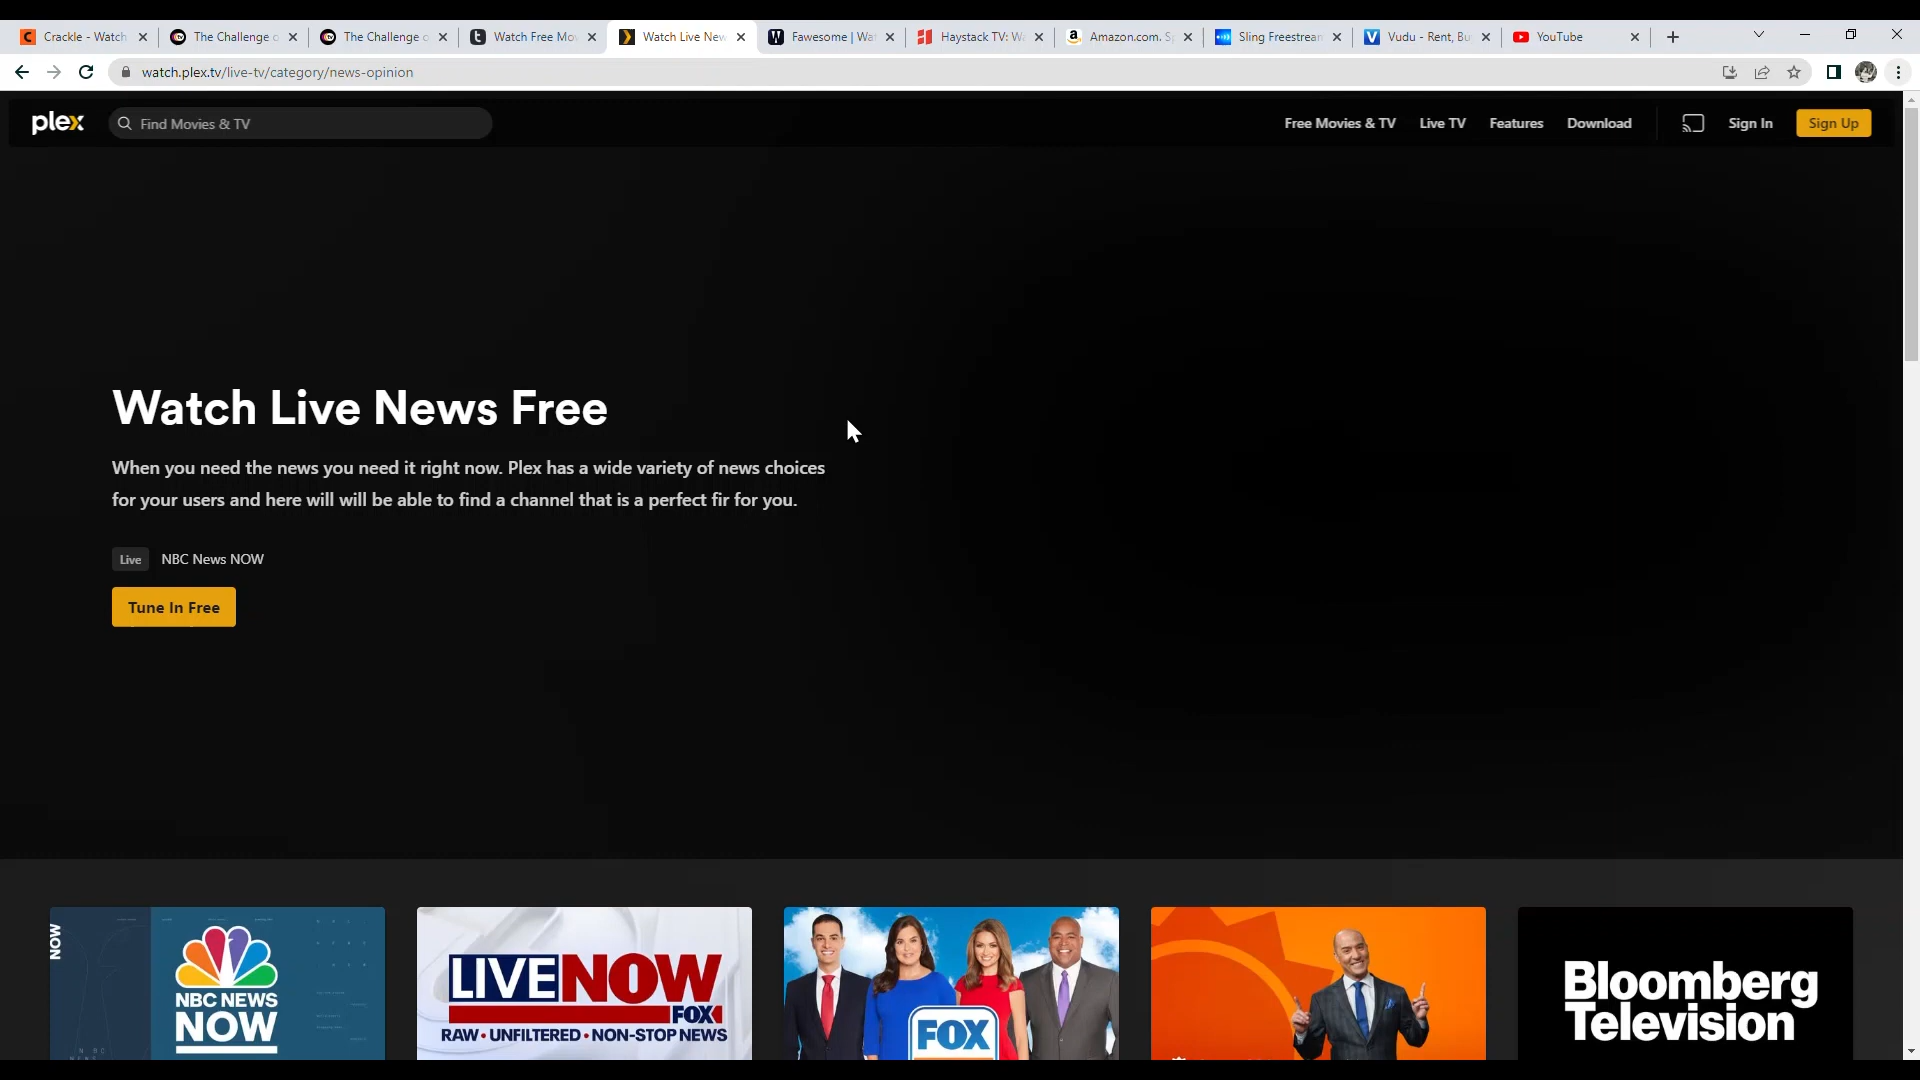 Crackle - Watch
The Challenge o
The Challenge o
Watch Free Mov
Watch Live New
Fawesome | Wat
Haystack TV: Wa
Amazon.com. Sp
Sling Freestream
Vudu - Rent, Bu
YouTube
watch.plex.tv/live-tv/category/news-opinion
plex
Find Movies & TV
Free Movies & TV
Live TV
Features
Download
Sign In
Sign Up
Watch Live News Free
When you need the news you need it right now. Plex has a wide variety of news choices
for your users and here will will be able to find a channel that is a perfect fir for you.
Live NBC News NOW
Tune In Free
NOW
NBC NEWS
NOW
LIVENOW
FOX
RAW • UNFILTERED • NON-STOP NEWS
FOX
Bloomberg
Television